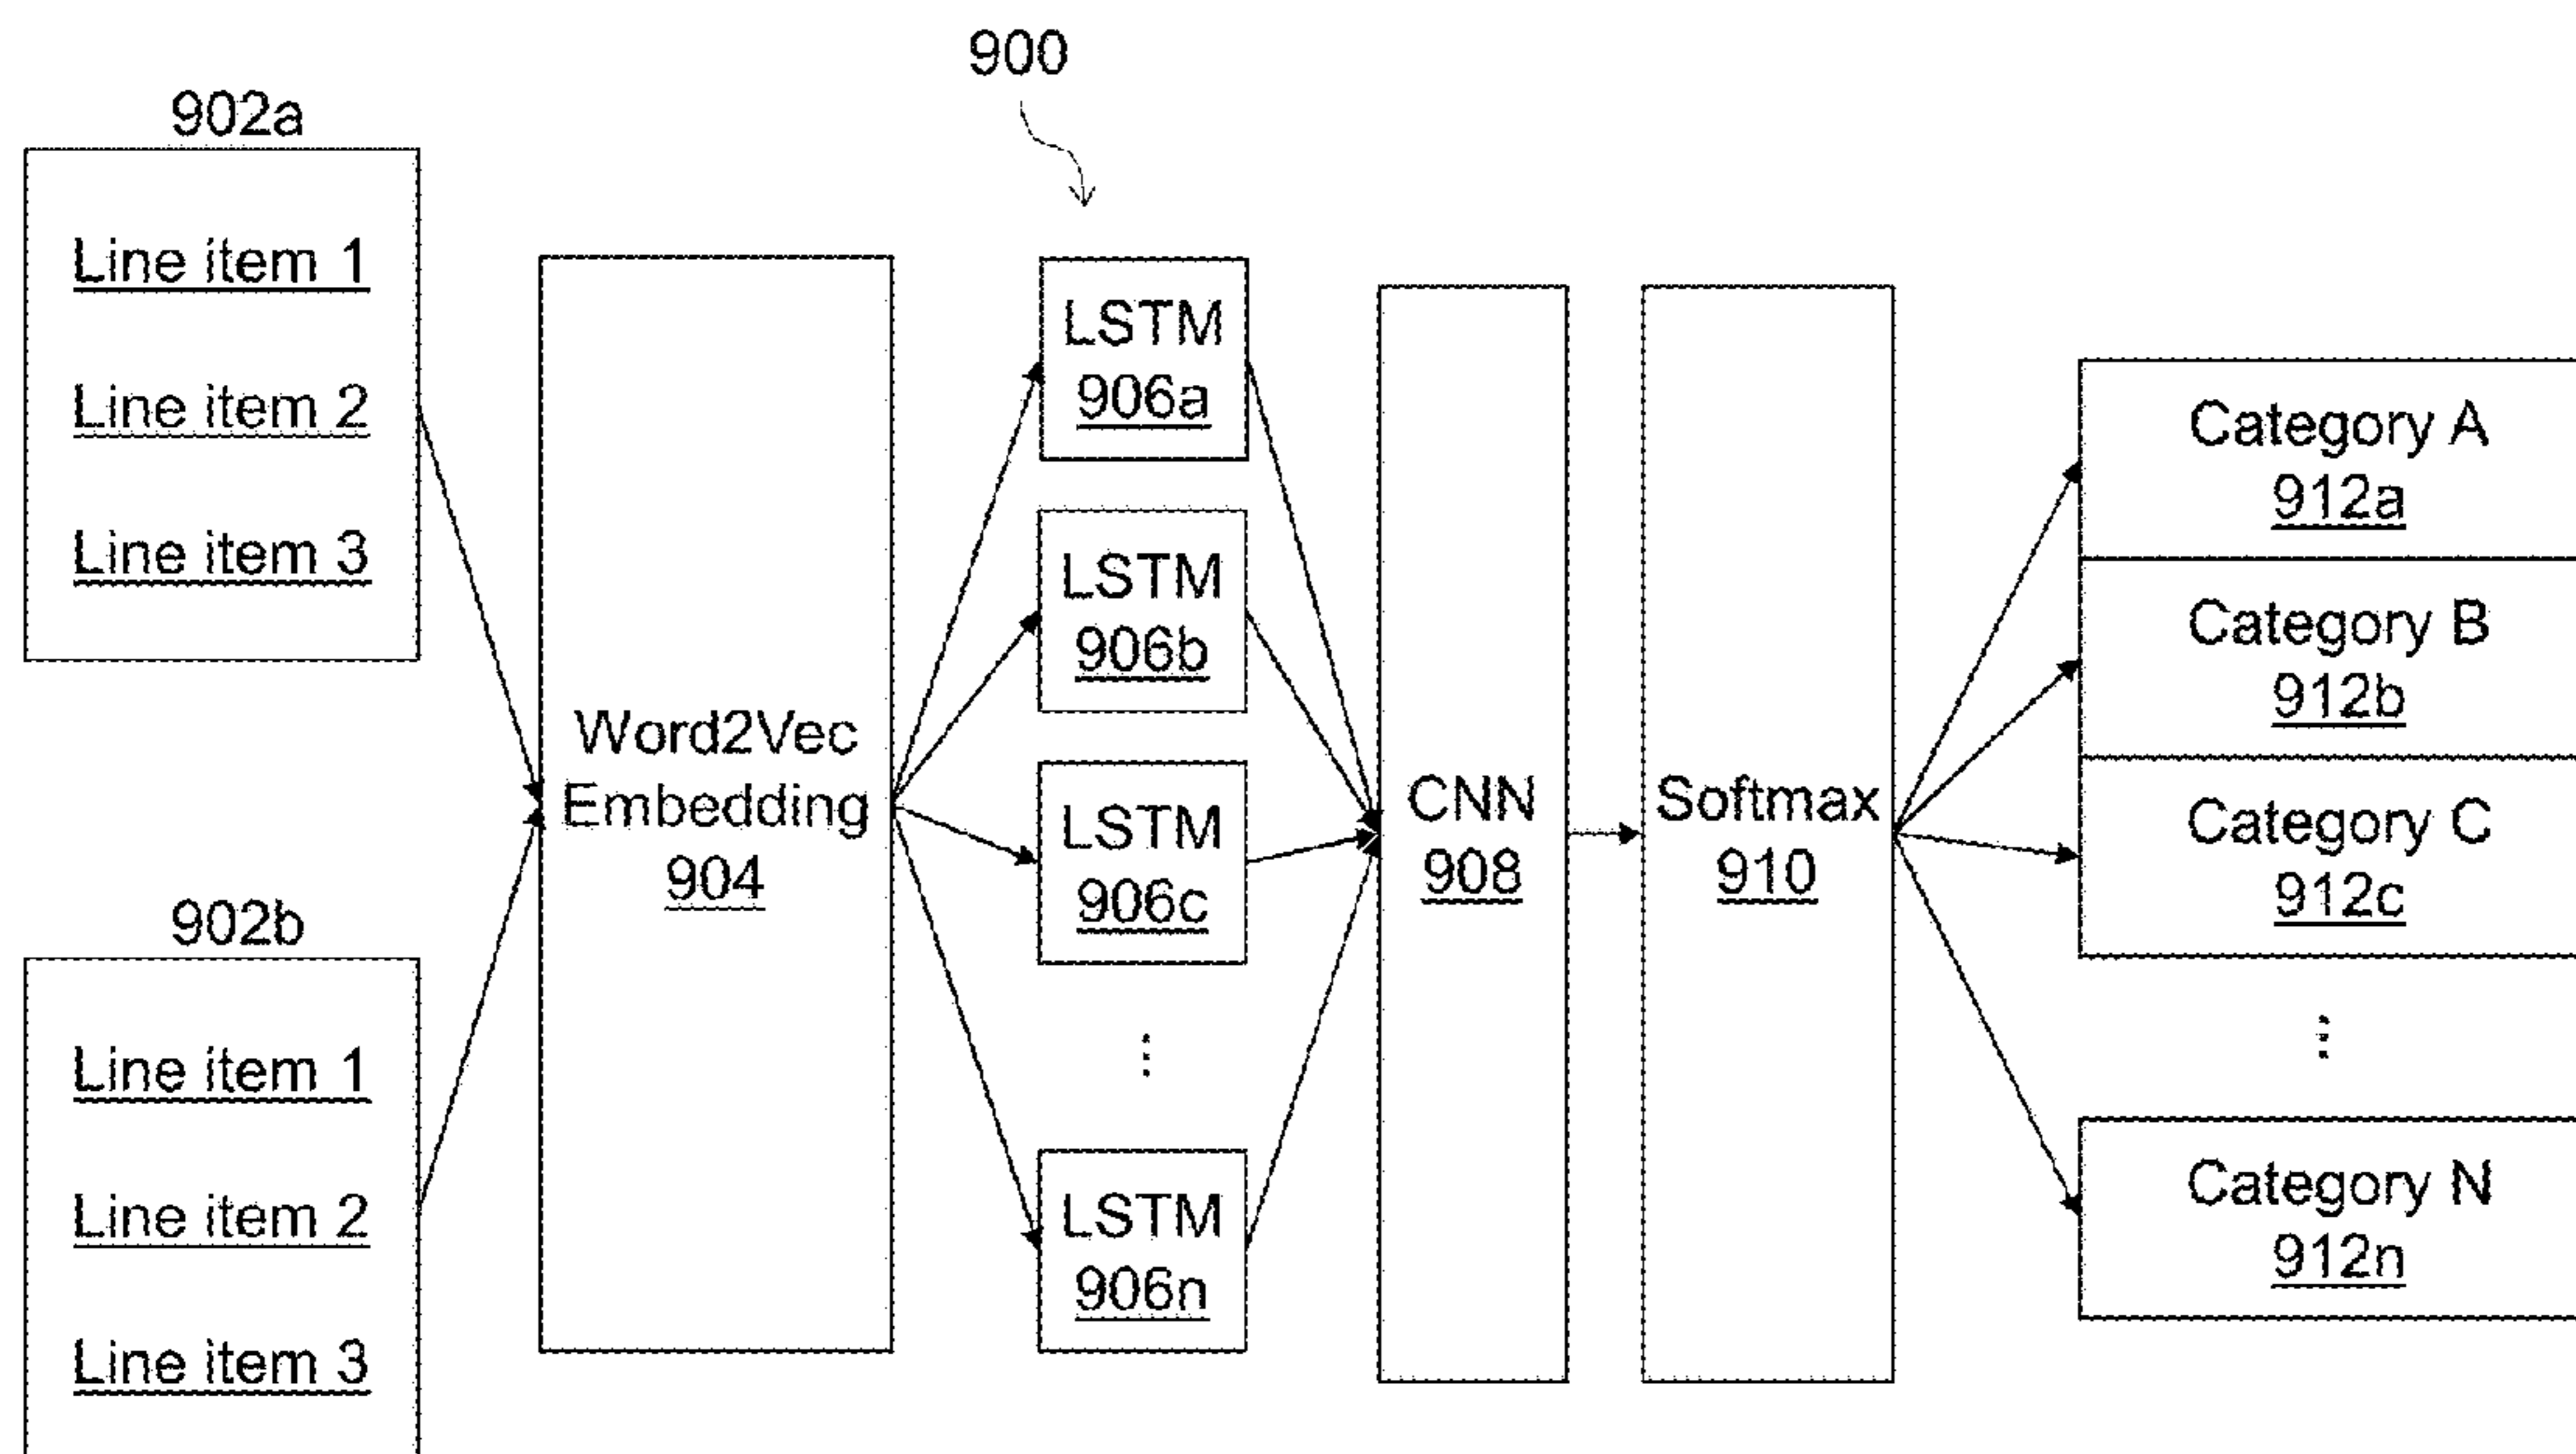 900
902a
Line item 1
Line item 2
Line item 3
902b
Line item 1
Line item 2
Line item 3
Word2Vec
Embedding
904
LSTM
906a
LSTM
906b
LSTM
906c
...
LSTM
906n
CNN
908
Softmax
910
Category A
912a
Category B
912b
Category C
912c
...
Category N
912n